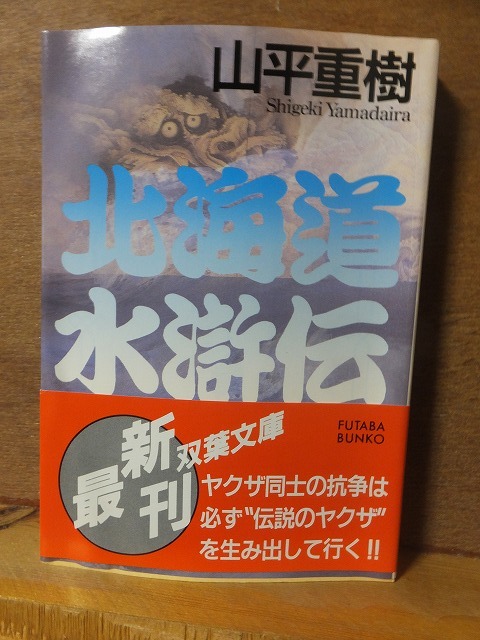 山平重樹
Shigeki Yamadaira
北海道
水滸伝
FUTABA
BUNKO
最新刊
双葉文庫
ヤクザ同士の抗争は
必ず“伝説のヤクザ”
を生み出して行く!!